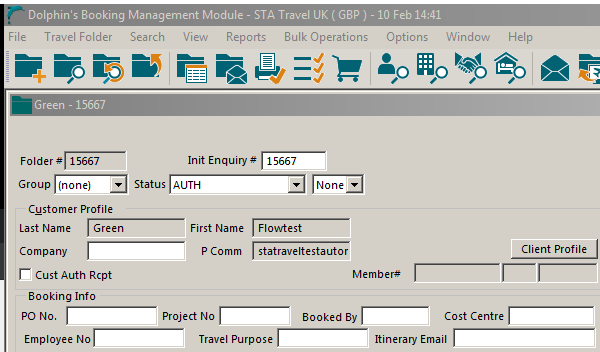 Dolphin's Booking Management Module - STA Travel UK ( GBP ) - 10 Feb 14:41
File Travel Folder Search View Reports Bulk Operations Options Window Help
Green - 15667
Folder # 15667 Init Enquiry # 15667
Group (none) Status AUTH None
Customer Profile
Last Name Green First Name Flowtest
Company P Comm statraveltestautor
Client Profile
Cust Auth Rcpt Member#
Booking Info
PO No. Project No Booked By Cost Centre
Employee No Travel Purpose Itinerary Email